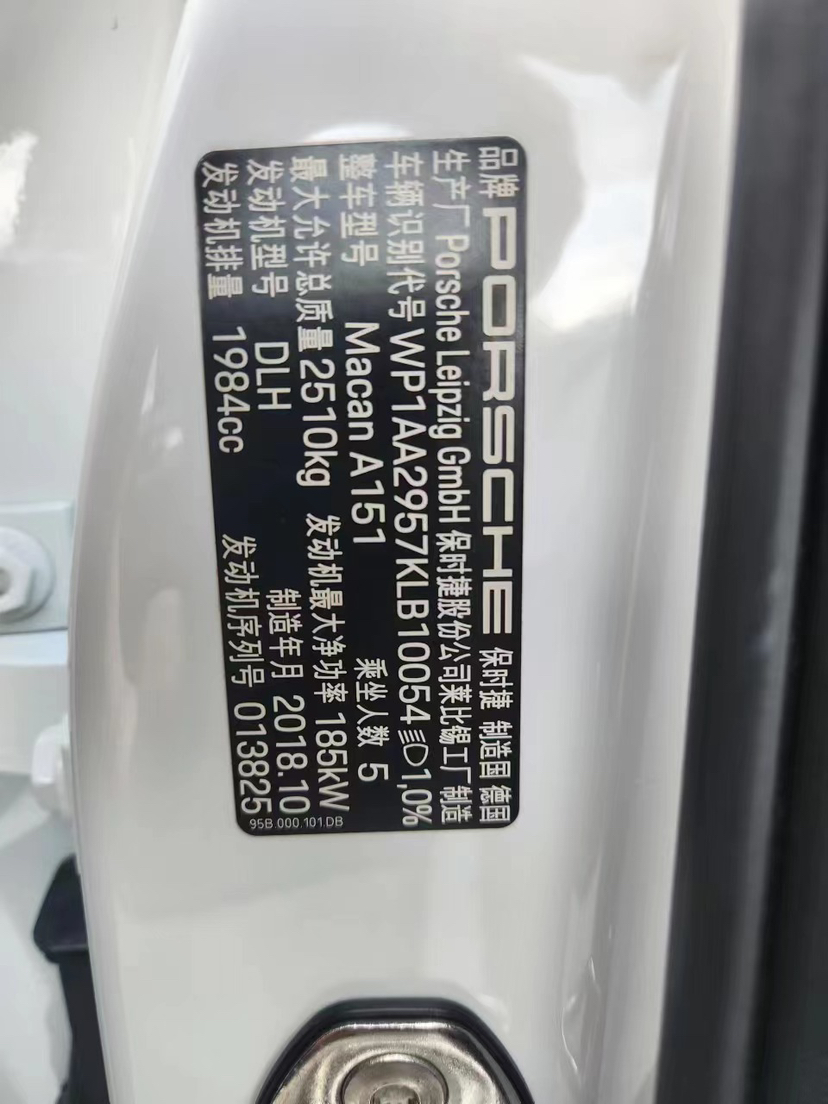 品牌 PORSCHE 保时捷 制造国 德国
生产厂 Porsche Leipzig GmbH 保时捷股份公司莱比锡工厂制造
车辆识别代号 WP1AA2957KLB10054 1,0%
整车型号 Macan A151 乘坐人数 5
最大允许总质量 2510kg 发动机最大净功率 185kW
发动机型号 DLH 制造年月 2018.10
发动机排量 1984cc 发动机序列号 013825
95B.000.101.DB